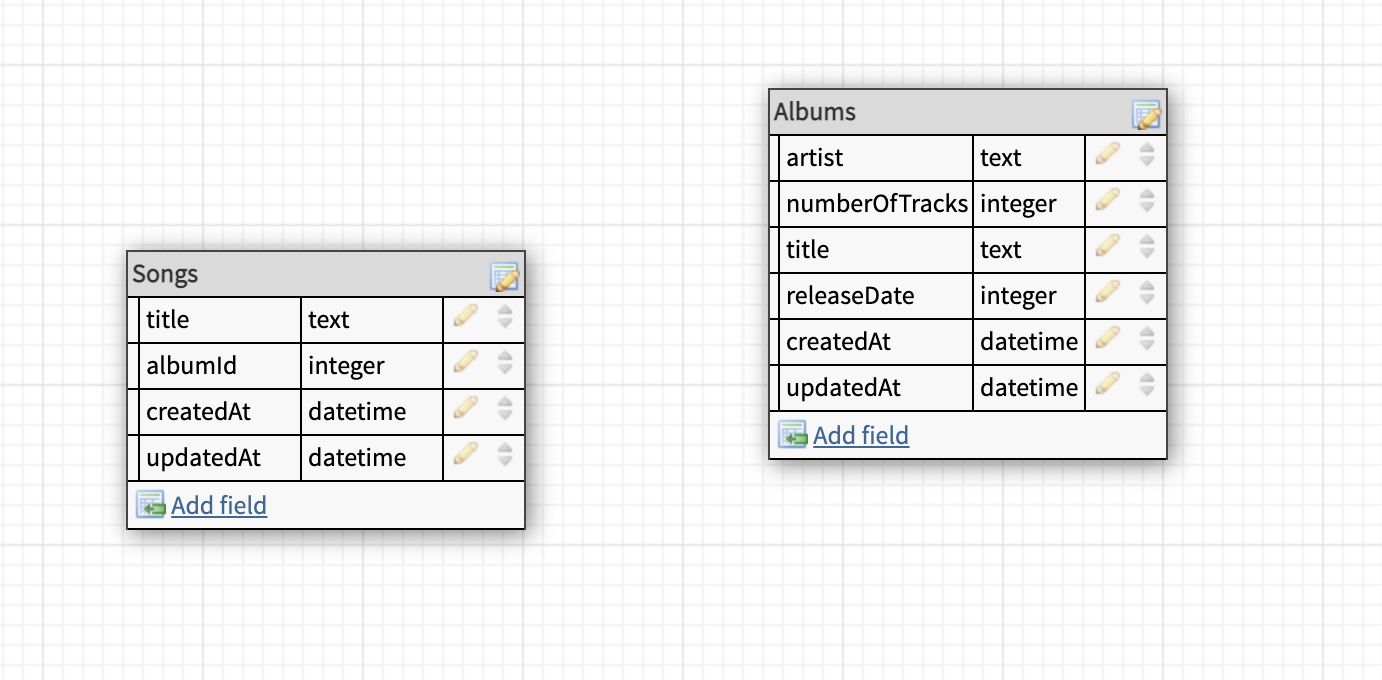 Songs
title text
albumId integer
createdAt datetime
updatedAt datetime
Add field
Albums
artist text
numberOfTracks integer
title text
releaseDate integer
createdAt datetime
updatedAt datetime
Add field